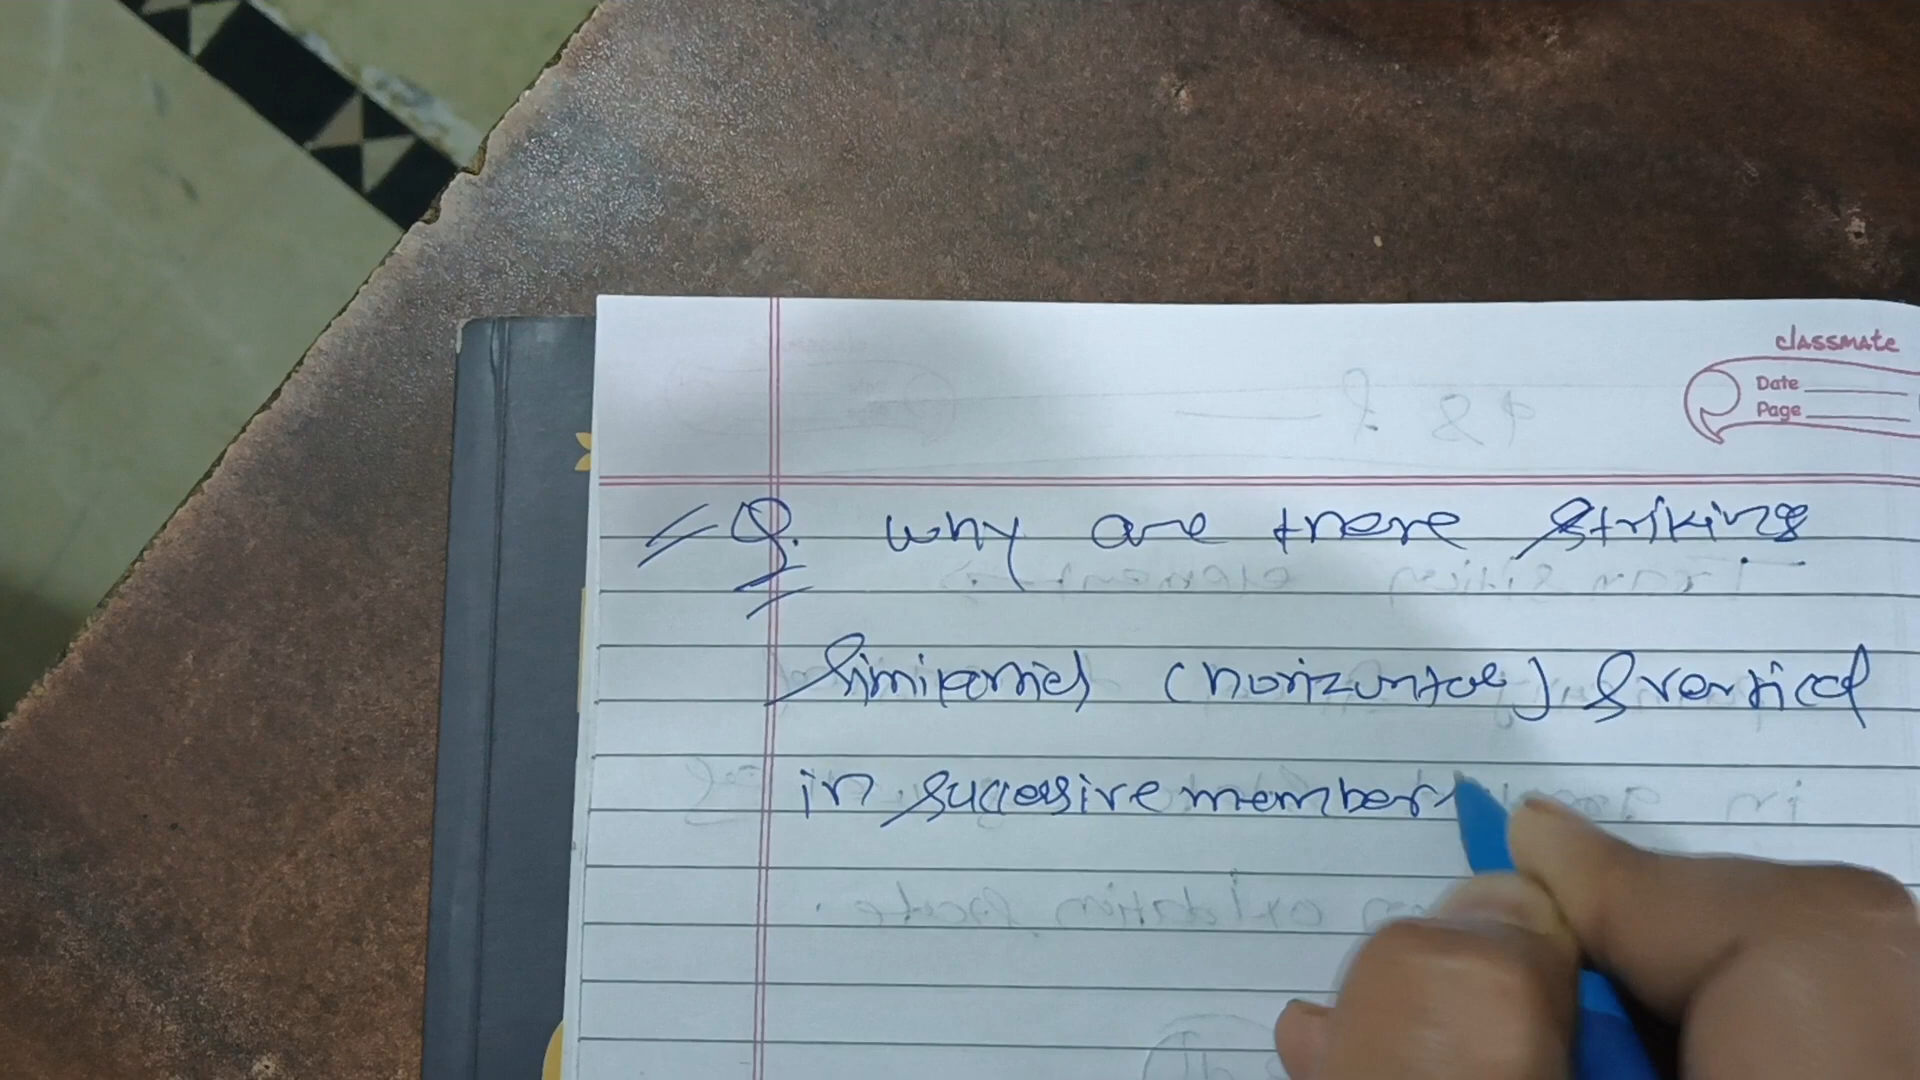 classmate
Date
Page
Q. why are there striking
similarities (horizontal) & vertical
in successive members